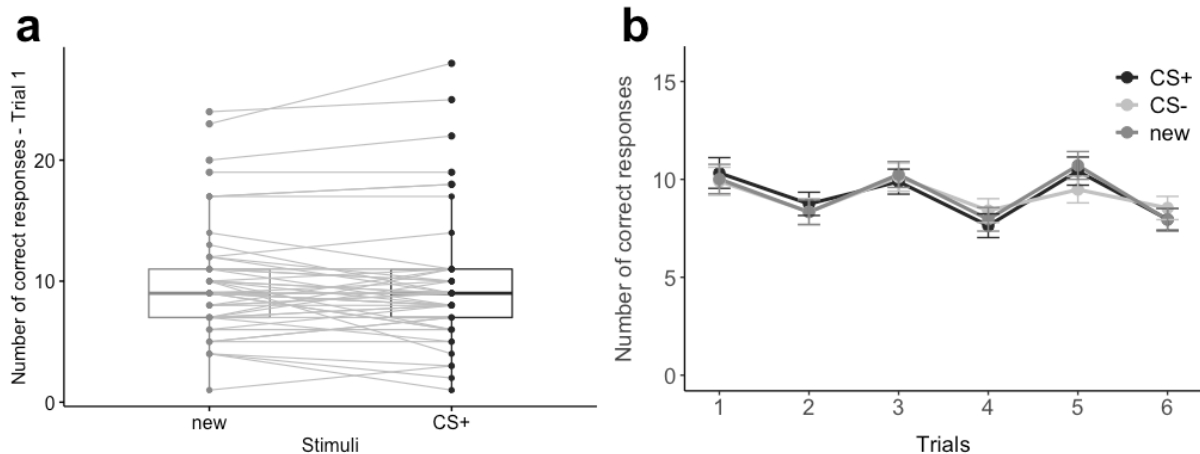 a
Number of correct responses - Trial 1
20
10
0
new
CS+
Stimuli
b
Number of correct responses
15
10
5
0
CS+
CS-
new
1 2 3 4 5 6
Trials